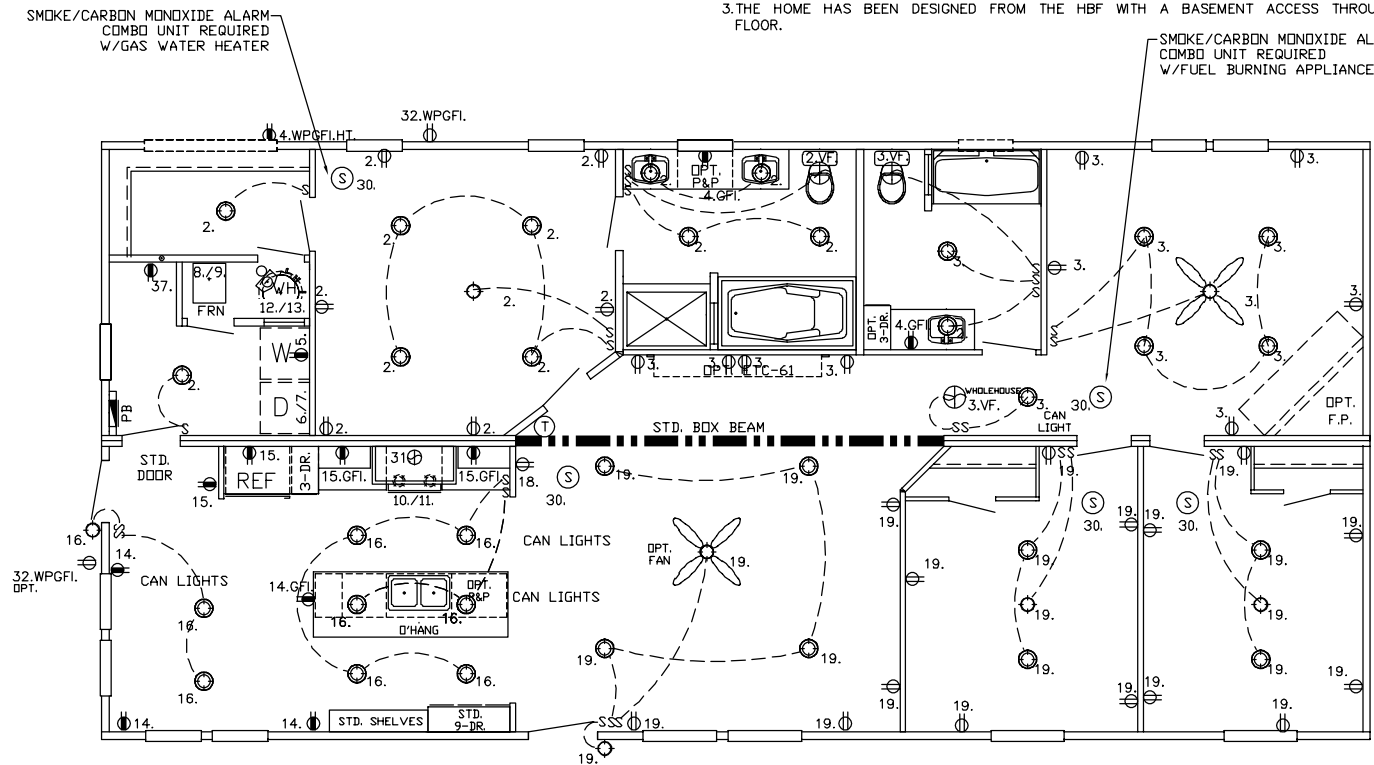 SMOKE/CARBON MONOXIDE ALARM
COMBO UNIT REQUIRED
W/GAS WATER HEATER
3.THE HOME HAS BEEN DESIGNED FROM THE HBF WITH A BASEMENT ACCESS THROU
FLOOR.
SMOKE/CARBON MONOXIDE AL
COMBO UNIT REQUIRED
W/FUEL BURNING APPLIANCE
32.WPGFI.
4.WPGFI.HT.
2.
2.
2.VF.
3.VF.
3.
3.
S
30.
OPT.
P&P
2.
4.GFI.
2.
2.
2.
2.
2.
3.
3.
3.
3.
37.
8./9.
FRN
WH
12./13.
2.
2.
2.
3.
3.
OPT.
3-DR.
4.GFI
W
5.
2.
2.
3.
3.
3.
3.
OPT. ETC-61
3.
3.
2.
D
6./7.
PB
WHOLEHOUSE
3.VF.
3.
CAN
LIGHT
30.
S
OPT.
F.P.
3.
2.
2.
T
STD. BOX BEAM
STD.
DOOR
15.
REF
3-DR.
15.GFI.
31.
15.GFI.
18.
15.
10./11.
S
30.
19.
19.
19.
19.
S
30.
S
30.
19.
19.
19.
19.
16.
14.
32.WPGFI.
OPT.
CAN LIGHTS
16.
16.
CAN LIGHTS
OPT.
FAN
19.
19.
19.
19.
14.GFI.
OPT.
P&P
CAN LIGHTS
16.
16.
O'HANG
16.
19.
19.
19.
19.
19.
19.
16.
16.
16.
19.
19.
19.
19.
19.
14.
14.
STD. SHELVES
STD.
9-DR.
SSS
19.
19.
19.
19.
19.